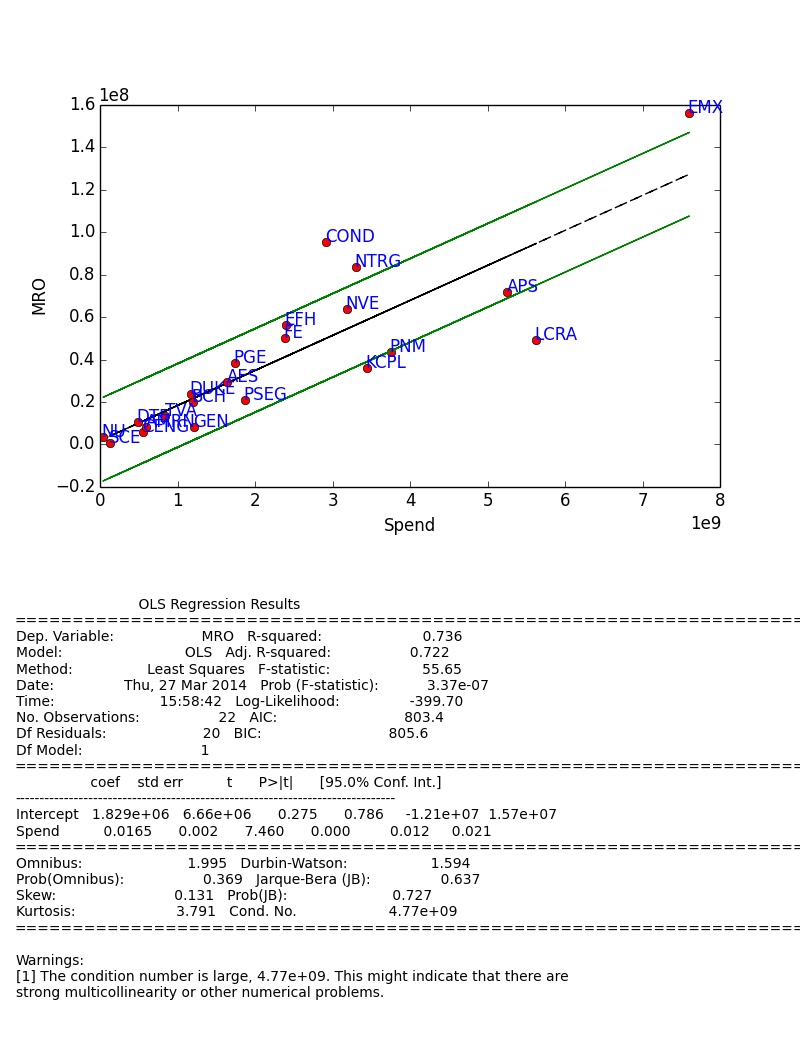 1e8
1.6
1.4
1.2
1.0
0.8
0.6
0.4
0.2
0.0
−0.2
MRO
EMX
COND
NTRG
APS
NVE
EFH
FE
LCRA
PNM
PGE
KCPL
AES
DUKE
PSEG
SCH
TVA
DTE
GEN
NU
SCE
0 1 2 3 4 5 6 7 8
Spend
1e9
OLS Regression Results
==============================================================================
Dep. Variable: MRO R-squared: 0.736
Model: OLS Adj. R-squared: 0.722
Method: Least Squares F-statistic: 55.65
Date: Thu, 27 Mar 2014 Prob (F-statistic): 3.37e-07
Time: 15:58:42 Log-Likelihood: -399.70
No. Observations: 22 AIC: 803.4
Df Residuals: 20 BIC: 805.6
Df Model: 1
==============================================================================
coef std err t P>|t| [95.0% Conf. Int.]
------------------------------------------------------------------------------
Intercept 1.829e+06 6.66e+06 0.275 0.786 -1.21e+07 1.57e+07
Spend 0.0165 0.002 7.460 0.000 0.012 0.021
==============================================================================
Omnibus: 1.995 Durbin-Watson: 1.594
Prob(Omnibus): 0.369 Jarque-Bera (JB): 0.637
Skew: 0.131 Prob(JB): 0.727
Kurtosis: 3.791 Cond. No. 4.77e+09
==============================================================================
Warnings:
[1] The condition number is large, 4.77e+09. This might indicate that there are
strong multicollinearity or other numerical problems.